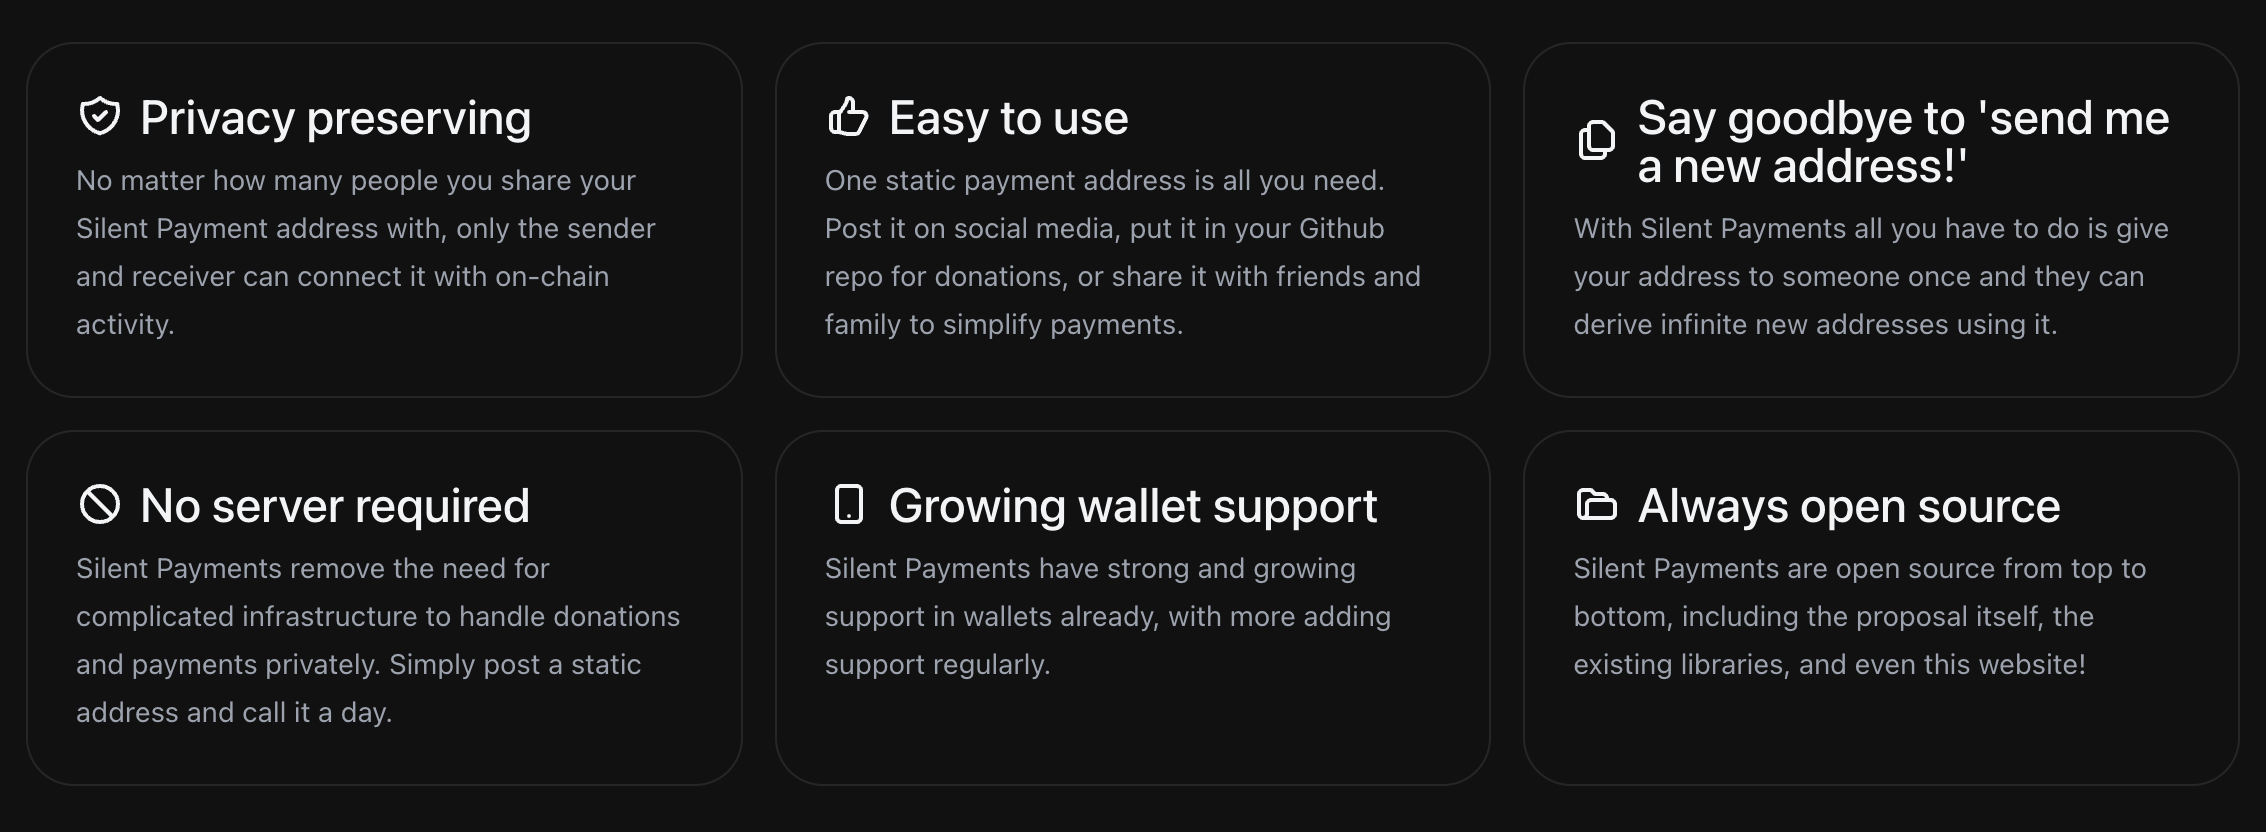 Privacy preserving
No matter how many people you share your
Silent Payment address with, only the sender
and receiver can connect it with on-chain
activity.
Easy to use
One static payment address is all you need.
Post it on social media, put it in your Github
repo for donations, or share it with friends and
family to simplify payments.
Say goodbye to 'send me
a new address!'
With Silent Payments all you have to do is give
your address to someone once and they can
derive infinite new addresses using it.
No server required
Silent Payments remove the need for
complicated infrastructure to handle donations
and payments privately. Simply post a static
address and call it a day.
Growing wallet support
Silent Payments have strong and growing
support in wallets already, with more adding
support regularly.
Always open source
Silent Payments are open source from top to
bottom, including the proposal itself, the
existing libraries, and even this website!